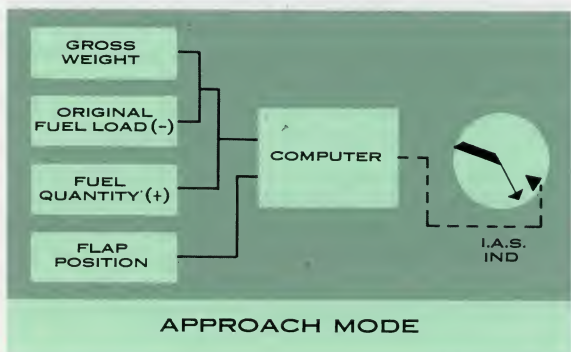 GROSS
WEIGHT
ORIGINAL
FUEL LOAD (-)
FUEL
QUANTITY (+)
FLAP
POSITION
COMPUTER
I.A.S.
IND
APPROACH MODE